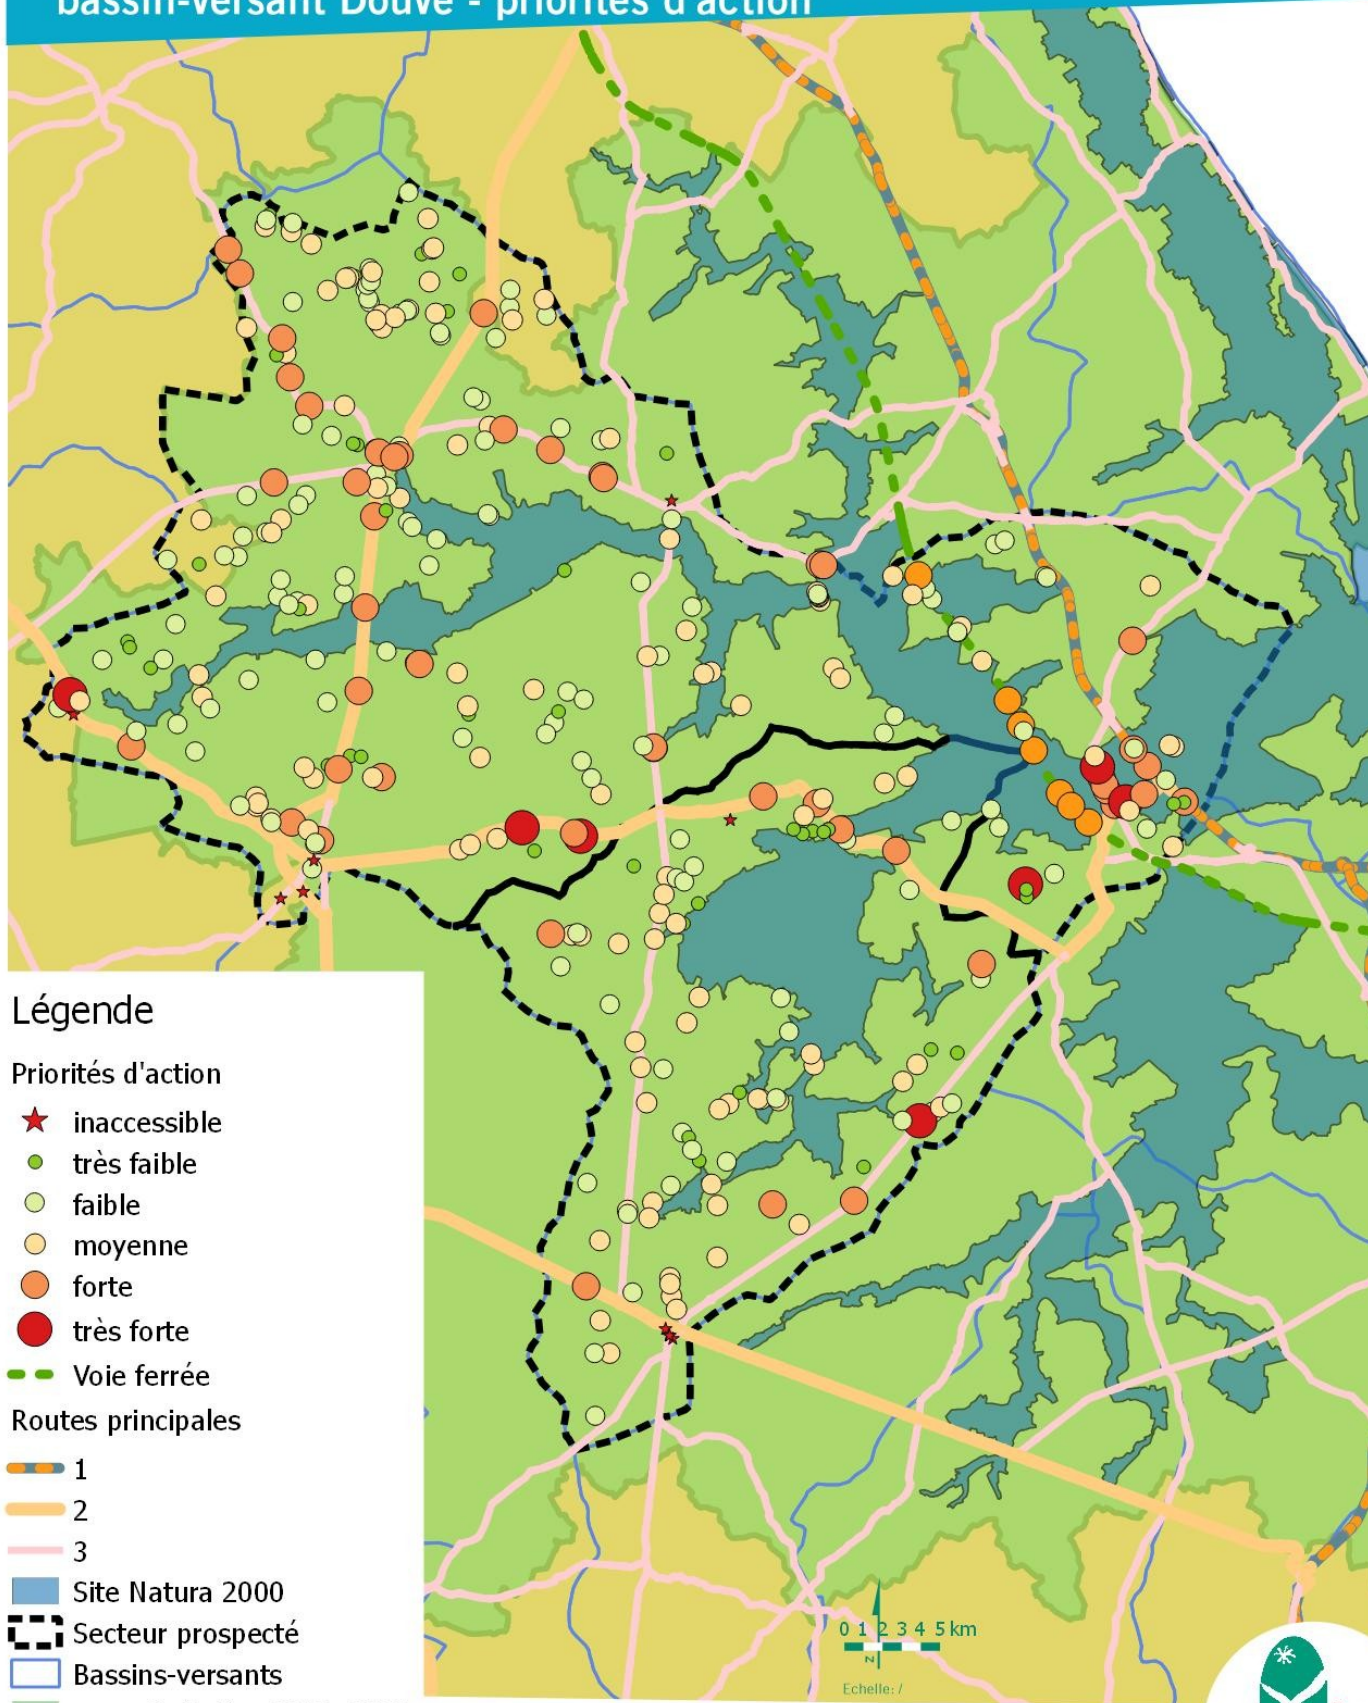 bassin-versant Douve - priorités d'action
Légende
Priorités d'action
inaccessible
très faible
faible
moyenne
forte
très forte
Voie ferrée
Routes principales
1
2
3
Site Natura 2000
Secteur prospecté
Bassins-versants
0 1 2 3 4 5 km
N
Echelle: /